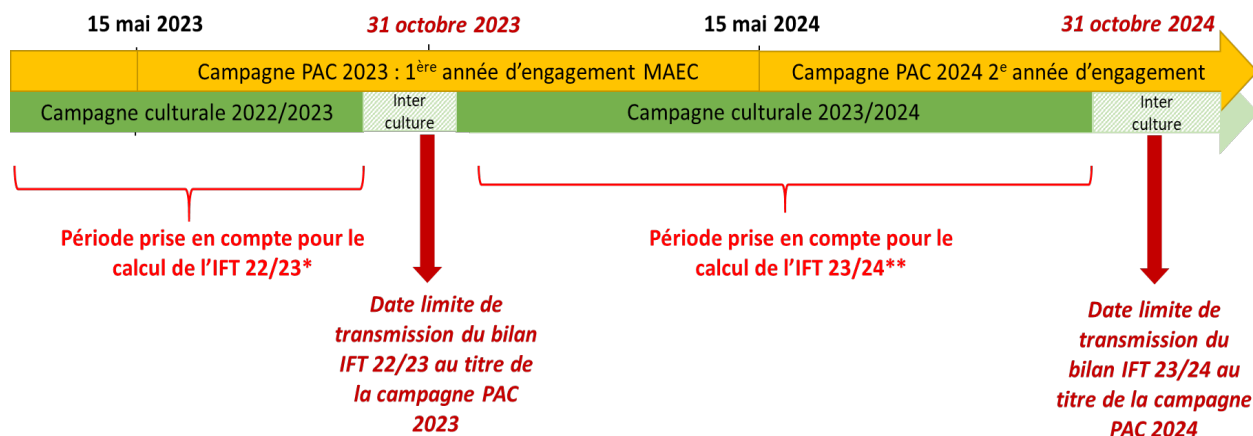 15 mai 2023
31 octobre 2023
15 mai 2024
31 octobre 2024
Campagne PAC 2023 : 1ère année d'engagement MAEC
Campagne PAC 2024 2e année d'engagement
Campagne culturale 2022/2023
Inter
culture
Campagne culturale 2023/2024
Inter
culture
Période prise en compte pour le
calcul de l'IFT 22/23*
Période prise en compte pour le
calcul de l'IFT 23/24**
Date limite de
transmission du bilan
IFT 22/23 au titre de
la campagne PAC
2023
Date limite de
transmission du
bilan IFT 23/24 au
titre de la campagne
PAC 2024